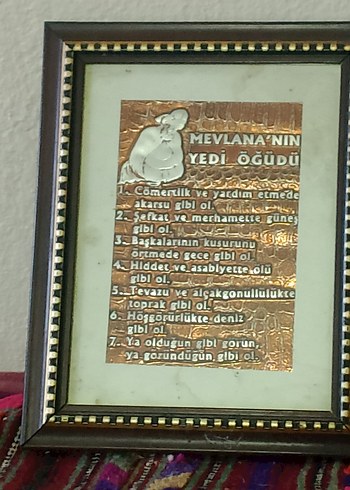 MEVLANA'NIN
YEDİ ÖĞÜDÜ
1. Cömertlik ve yardım etmede
akarsu gibi ol.
2. Şefkat ve merhamette güneş
gibi ol.
3. Başkalarının kusurunu
örtmede gece gibi ol.
4. Hiddet ve asabiyette ölü
gibi ol.
5. Tevazu ve alçakgönüllülükte
toprak gibi ol.
6. Hoşgörürlükte deniz
gibi ol.
7. Ya olduğun gibi görün,
ya göründüğün gibi ol.